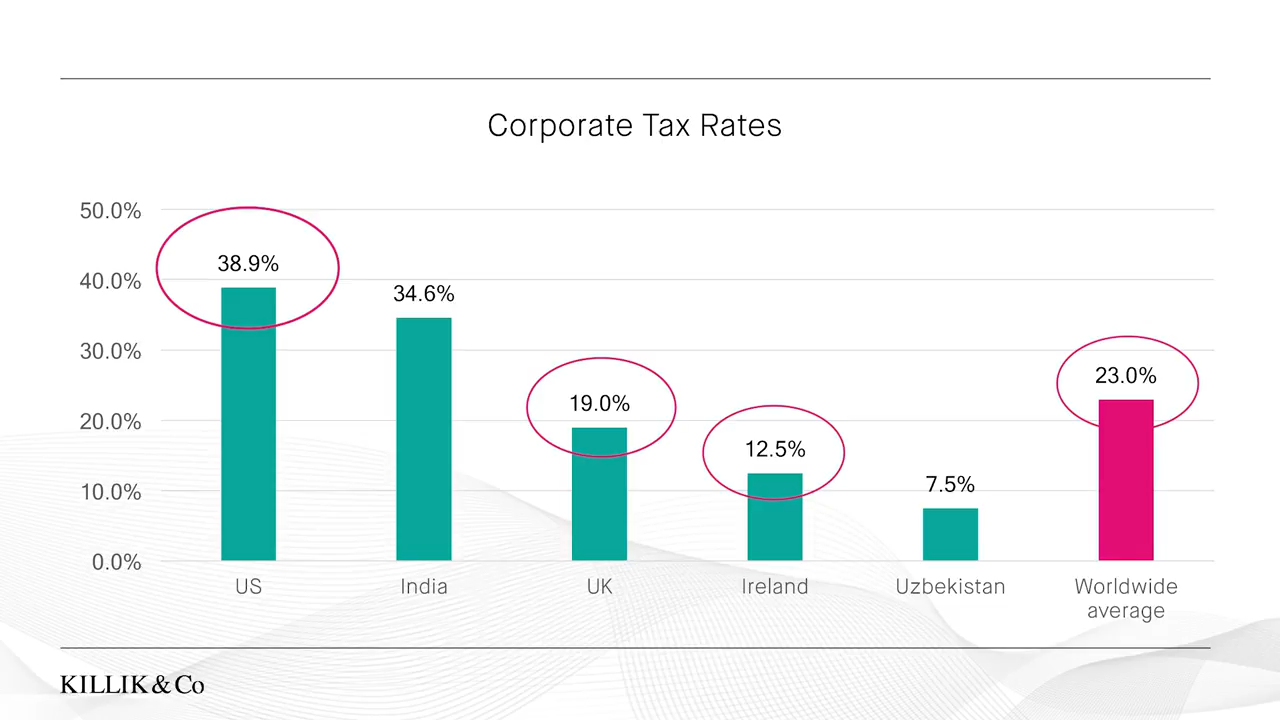 Corporate Tax Rates
50.0%
40.0%
30.0%
20.0%
10.0%
0.0%
38.9%
34.6%
19.0%
12.5%
7.5%
23.0%
US
India
UK
Ireland
Uzbekistan
Worldwide
average
KILLIK & Co